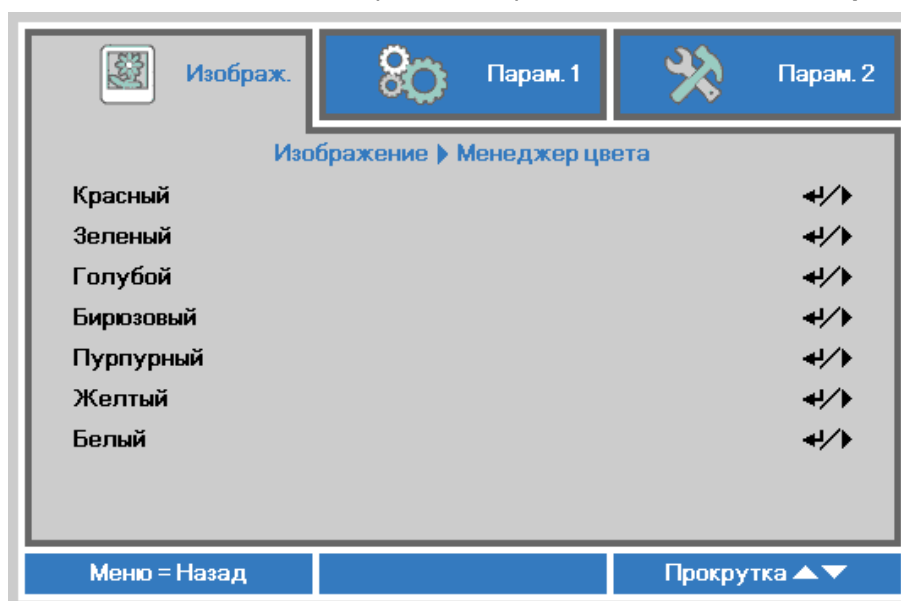 Изображ.
Парам. 1
Парам. 2
Изображение ▶ Менеджер цвета
Красный ↵/▶
Зеленый ↵/▶
Голубой ↵/▶
Бирюзовый ↵/▶
Пурпурный ↵/▶
Желтый ↵/▶
Белый ↵/▶
Меню = Назад
Прокрутка ▲▼